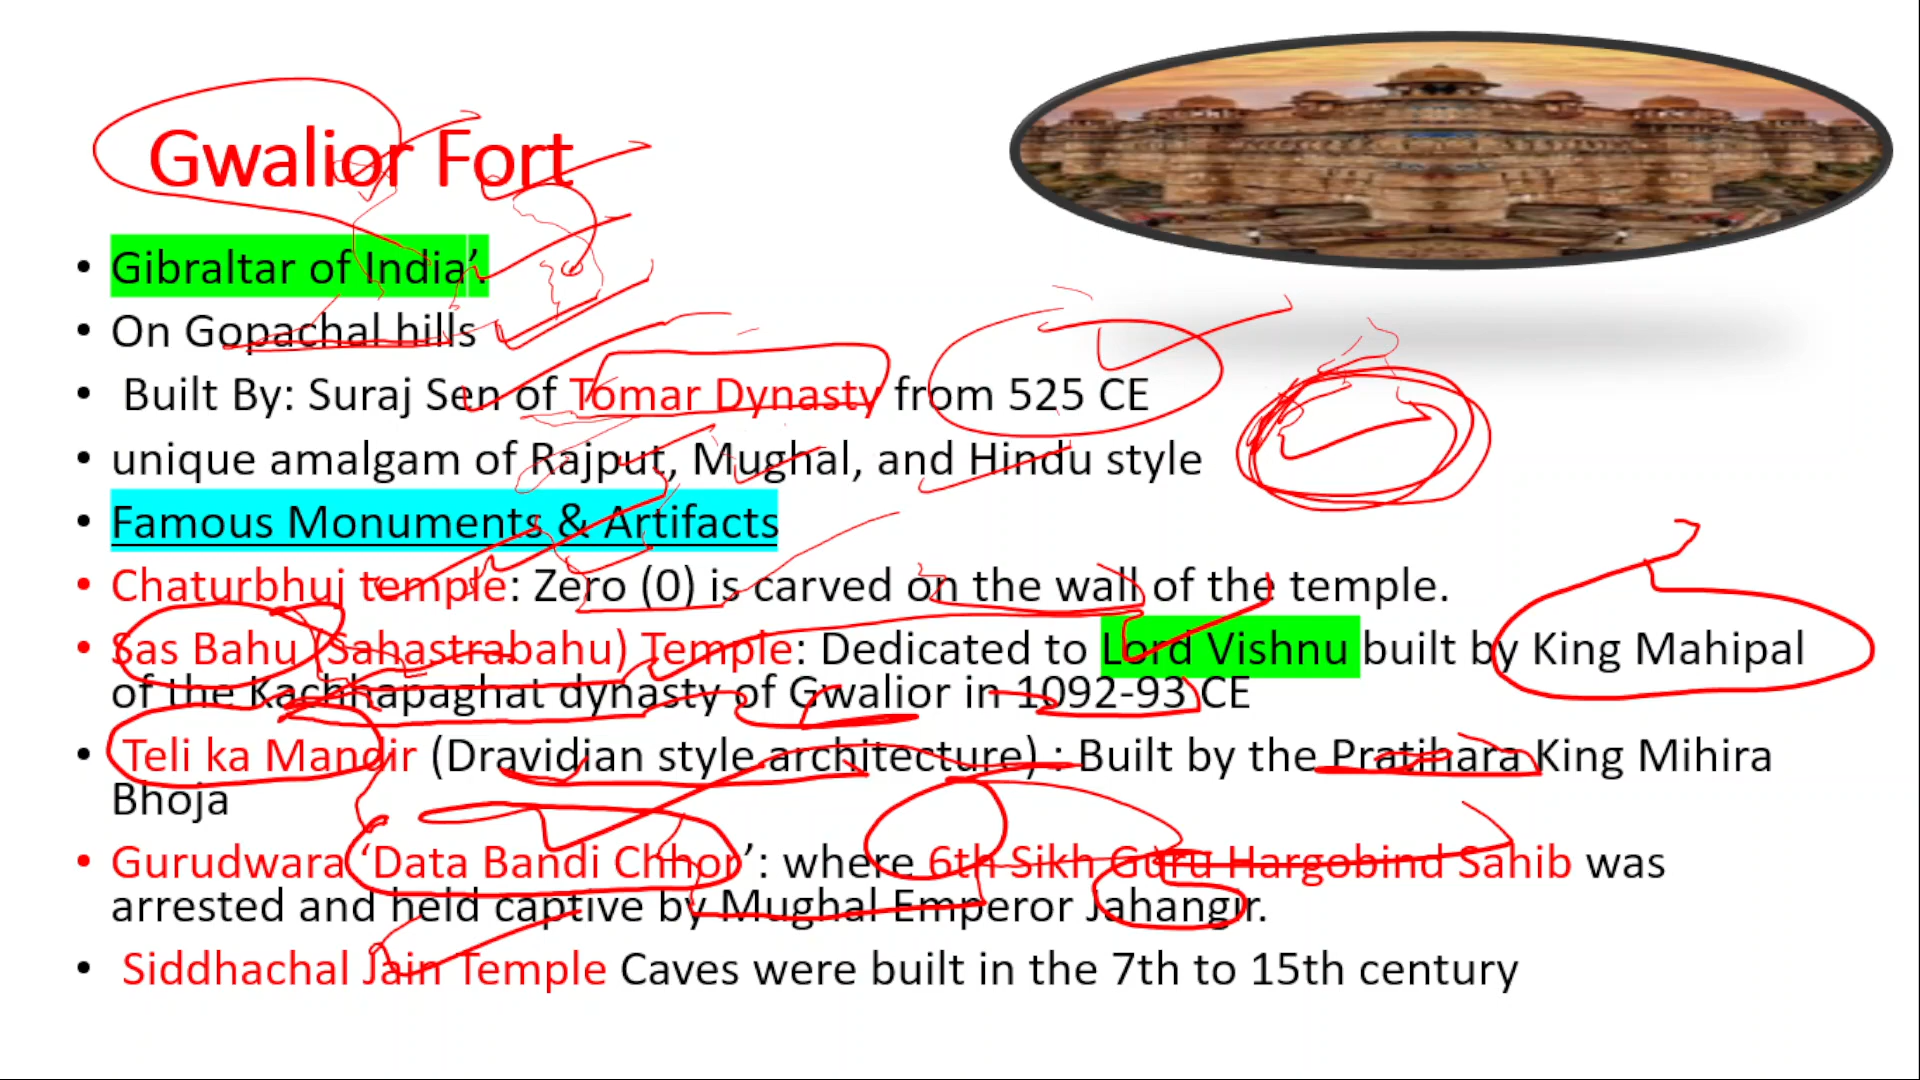 Gwalior Fort
• Gibraltar of India’.
• On Gopachal hills
• Built By: Suraj Sen of Tomar Dynasty from 525 CE
• unique amalgam of Rajput, Mughal, and Hindu style
• Famous Monuments & Artifacts
• Chaturbhuj temple: Zero (0) is carved on the wall of the temple.
• Sas Bahu (Sahastrabahu) Temple: Dedicated to Lord Vishnu built by King Mahipal
of the Kachhapaghat dynasty of Gwalior in 1092-93 CE
• Teli ka Mandir (Dravidian style architecture) : Built by the Pratihara King Mihira
Bhoja
• Gurudwara ‘Data Bandi Chhor’: where 6th Sikh Guru Hargobind Sahib was
arrested and held captive by Mughal Emperor Jahangir.
• Siddhachal Jain Temple Caves were built in the 7th to 15th century